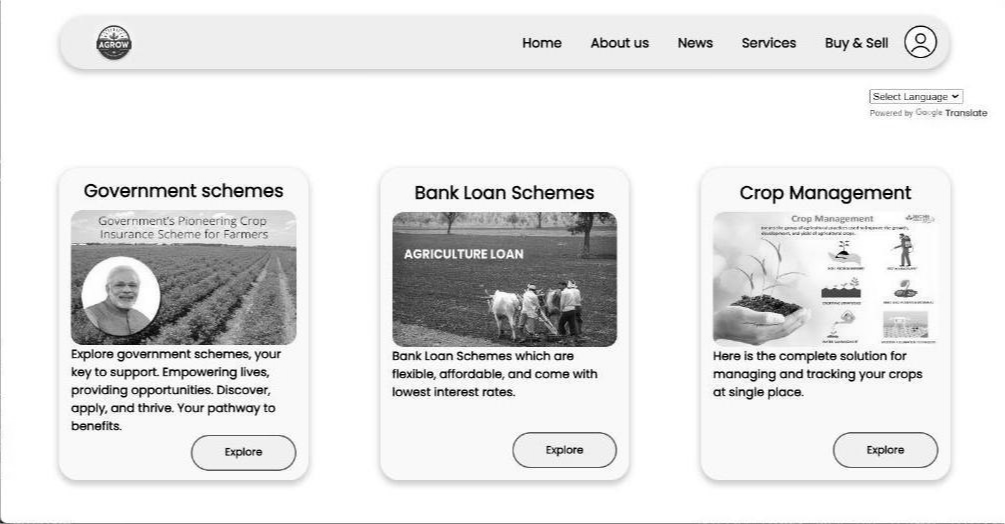 AGROW
Home About us News Services Buy & Sell
Select Language
Powered by Google Translate
Government schemes
Government's Pioneering Crop
Insurance Scheme for Farmers
Explore government schemes, your
key to support. Empowering lives,
providing opportunities. Discover,
apply, and thrive. Your pathway to
benefits.
Explore
Bank Loan Schemes
AGRICULTURE LOAN
Bank Loan Schemes which are
flexible, affordable, and come with
lowest interest rates.
Explore
Crop Management
Crop Management
Here is the complete solution for
managing and tracking your crops
at single place.
Explore